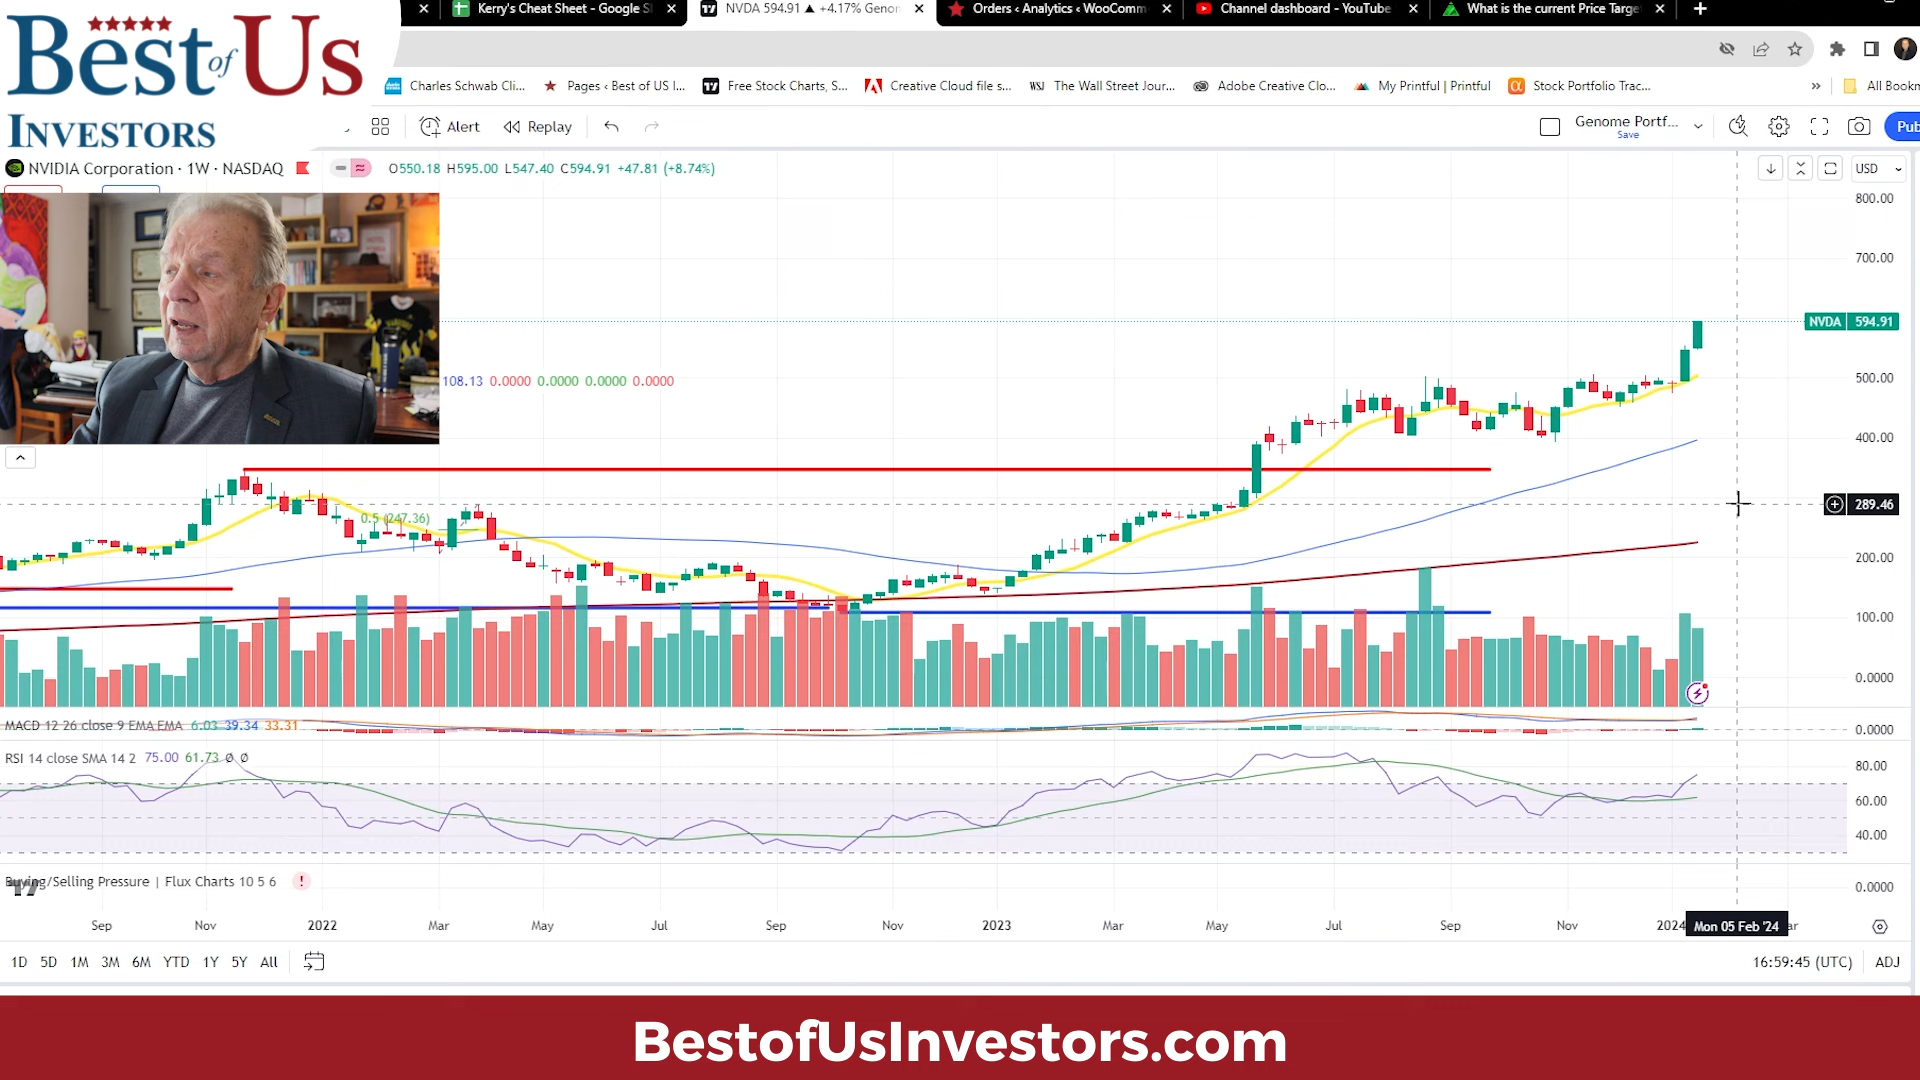 Best of Us
INVESTORS
Kerry's Cheat Sheet - Google S
NVDA 594.91 ▲ +4.17% Genor
Orders ‹ Analytics ‹ WooComm
Channel dashboard - YouTube
What is the current Price Targe
Charles Schwab Cli...
Pages ‹ Best of US I...
Free Stock Charts, S...
Creative Cloud file s...
WSJ The Wall Street Jour...
Adobe Creative Clo...
My Printful | Printful
Stock Portfolio Trac...
» All Bookm
Alert
Replay
Genome Portf...
Save
Pub
NVIDIA Corporation · 1W · NASDAQ
O550.18 H595.00 L547.40 C594.91 +47.81 (+8.74%)
USD
800.00
700.00
NVDA 594.91
108.13 0.0000 0.0000 0.0000 0.0000
500.00
400.00
289.46
0.5 (247.36)
200.00
100.00
0.0000
MACD 12 26 close 9 EMA EMA 6.03 39.34 33.31
0.0000
RSI 14 close SMA 14 2 75.00 61.73 Ø Ø
80.00
60.00
40.00
Buying/Selling Pressure | Flux Charts 10 5 6 !
0.0000
Sep Nov 2022 Mar May Jul Sep Nov 2023 Mar May Jul Sep Nov 2024 Mon 05 Feb '24 ar
1D 5D 1M 3M 6M YTD 1Y 5Y All
16:59:45 (UTC) ADJ
BestofUsInvestors.com